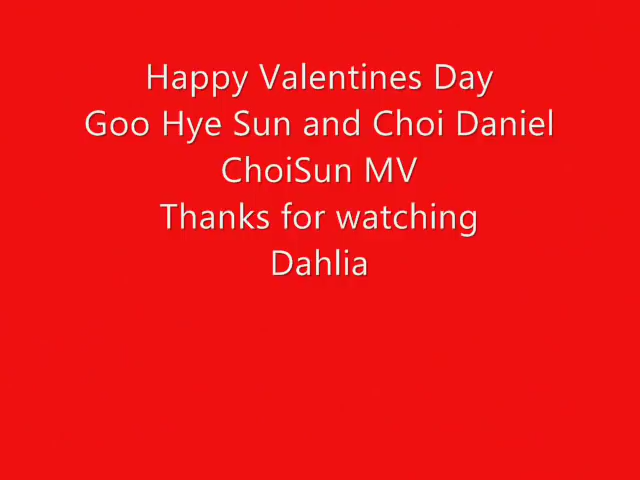 Happy Valentines Day
Goo Hye Sun and Choi Daniel
ChoiSun MV
Thanks for watching
Dahlia